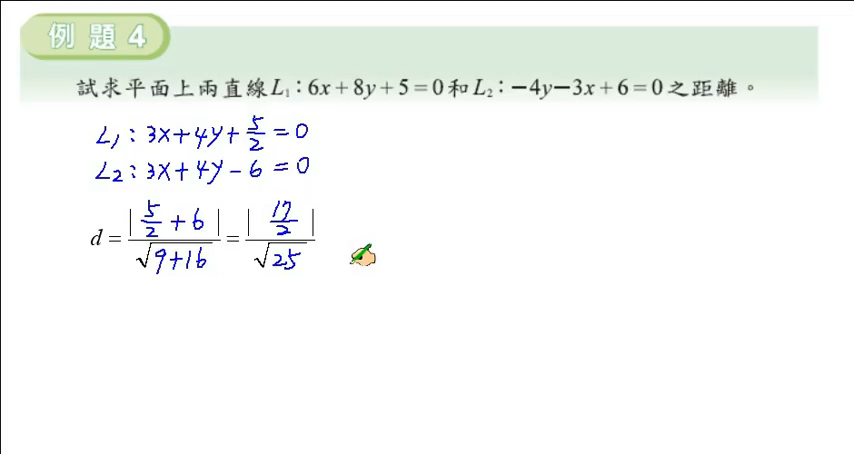 例題4
試求平面上兩直線L₁：6x+8y+5=0和L₂：−4y−3x+6=0之距離。
L₁：3x+4y+5/2=0
L₂：3x+4y−6=0
d=|5/2+6|/√(9+16)=|17/2|/√25